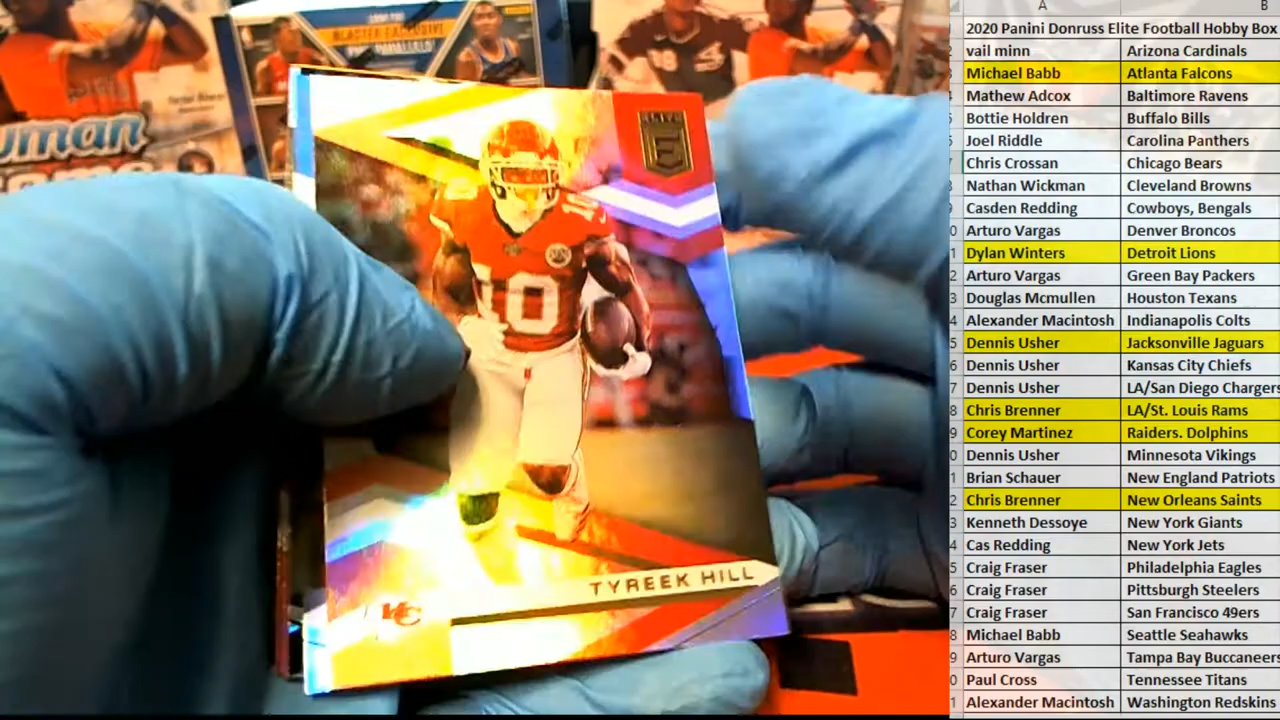 BLASTER EXCLUSIVE
uman
ELITE
E
10
10
TYREEK HILL
KC
A B
2020 Panini Donruss Elite Football Hobby Box
vail minn Arizona Cardinals
Michael Babb Atlanta Falcons
Mathew Adcox Baltimore Ravens
Bottie Holdren Buffalo Bills
Joel Riddle Carolina Panthers
Chris Crossan Chicago Bears
Nathan Wickman Cleveland Browns
Casden Redding Cowboys, Bengals
Arturo Vargas Denver Broncos
Dylan Winters Detroit Lions
Arturo Vargas Green Bay Packers
Douglas Mcmullen Houston Texans
Alexander Macintosh Indianapolis Colts
Dennis Usher Jacksonville Jaguars
Dennis Usher Kansas City Chiefs
Dennis Usher LA/San Diego Chargers
Chris Brenner LA/St. Louis Rams
Corey Martinez Raiders. Dolphins
Dennis Usher Minnesota Vikings
Brian Schauer New England Patriots
Chris Brenner New Orleans Saints
Kenneth Dessoye New York Giants
Cas Redding New York Jets
Craig Fraser Philadelphia Eagles
Craig Fraser Pittsburgh Steelers
Craig Fraser San Francisco 49ers
Michael Babb Seattle Seahawks
Arturo Vargas Tampa Bay Buccaneers
Paul Cross Tennessee Titans
Alexander Macintosh Washington Redskins